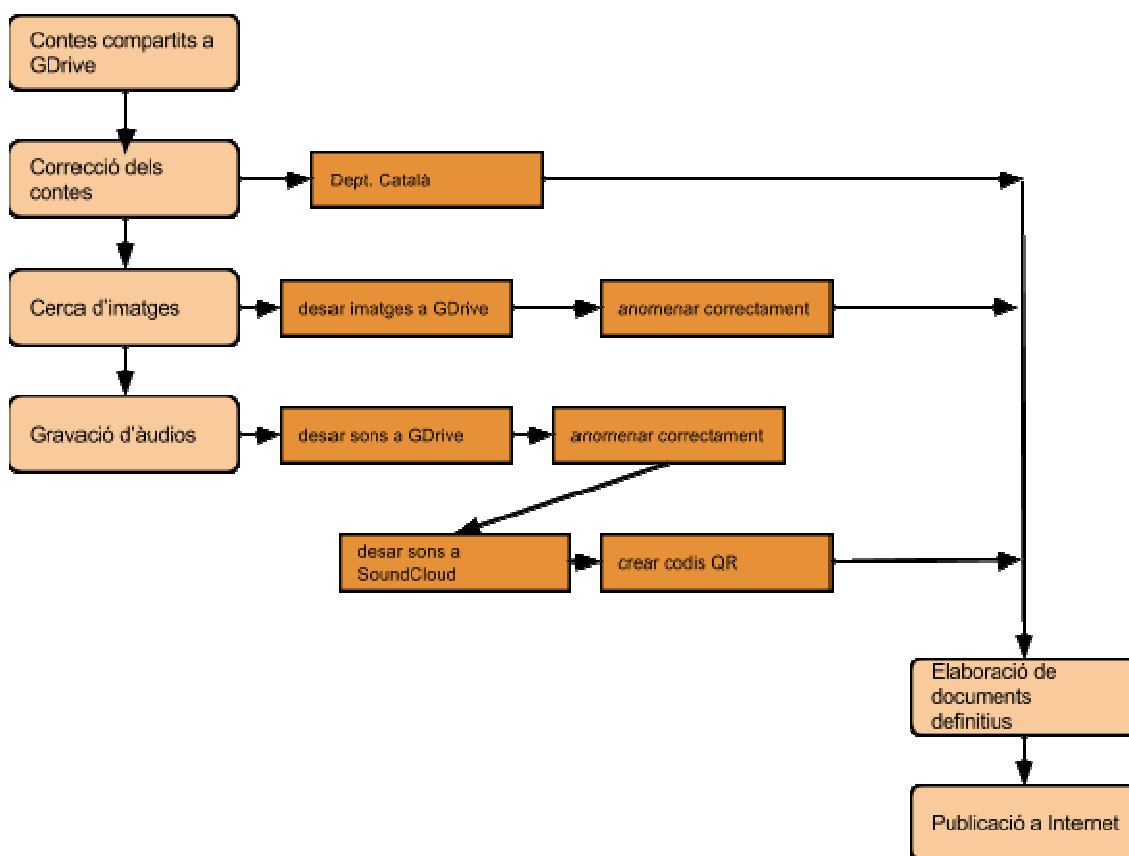 Contes compartits a
GDrive
Correcció dels
contes
Dept. Català
Cerca d'imatges
desar imatges a GDrive
anomenar correctament
Gravació d'àudios
desar sons a GDrive
anomenar correctament
desar sons a
SoundCloud
crear codis QR
Elaboració de
documents
definitius
Publicació a Internet